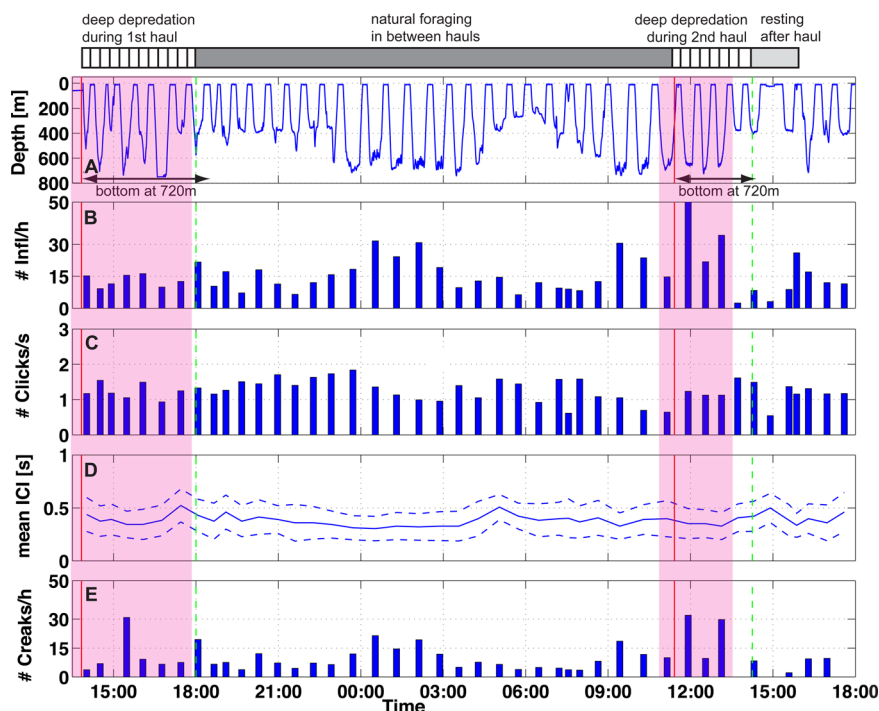 deep depredation
during 1st haul
natural foraging
in between hauls
deep depredation
during 2nd haul
resting
after haul
Depth [m]
0
200
400
600
800
A
bottom at 720m
bottom at 720m
# Infl/h
50
30
15
0
B
# Clicks/s
3
2
1
0
C
mean ICI [s]
1
0.5
0
D
# Creaks/h
50
30
15
0
E
15:00
18:00
21:00
00:00
03:00
06:00
09:00
12:00
15:00
18:00
Time